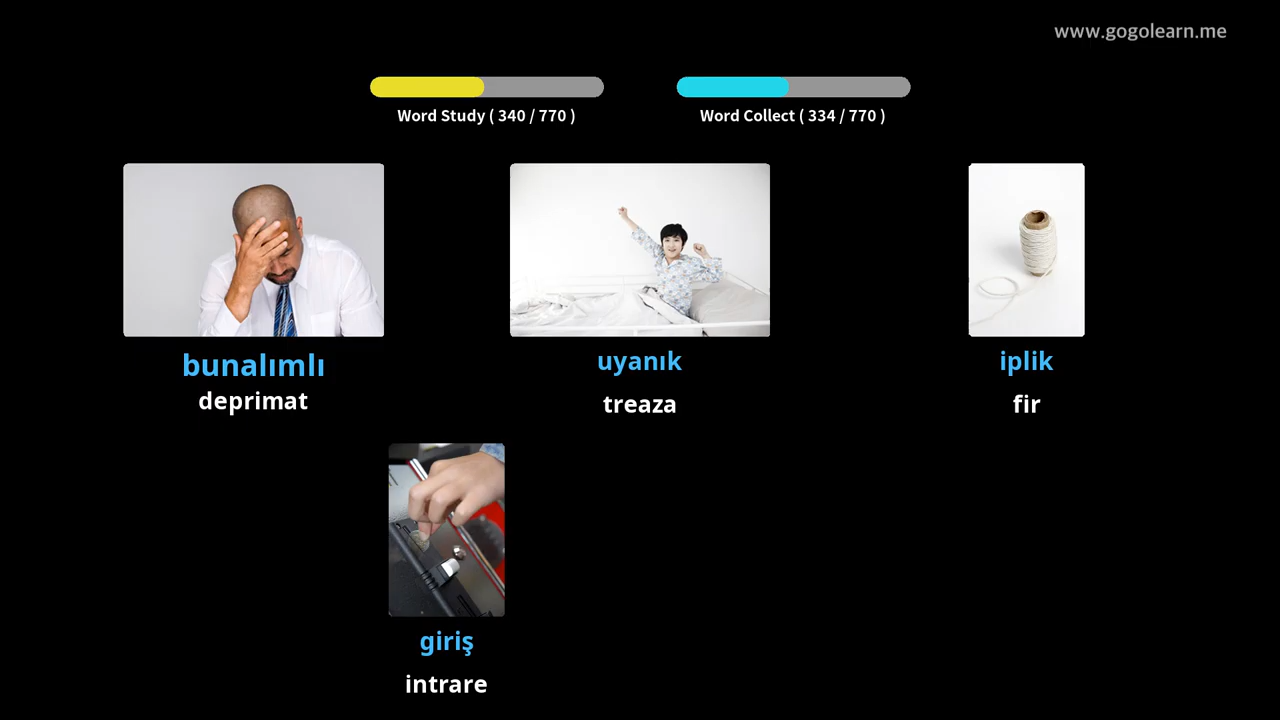 www.gogolearn.me
Word Study ( 340 / 770 )
Word Collect ( 334 / 770 )
bunalımlı
deprimat
uyanık
treaza
iplik
fir
giriş
intrare